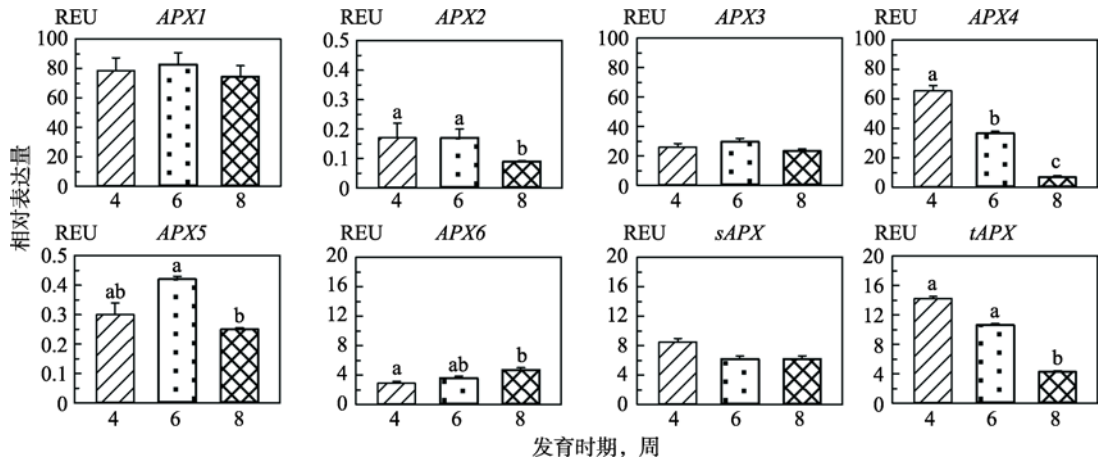 REU APX1 REU APX2 REU APX3 REU APX4
100 80 60 40 20 0
4 6 8
0.5 0.4 0.3 0.2 0.1 0
a a b
4 6 8
100 80 60 40 20 0
4 6 8
100 80 60 40 20 0
a b c
4 6 8
相对表达量
REU APX5 REU APX6 REU sAPX REU tAPX
0.5 0.4 0.3 0.2 0.1 0
ab a b
4 6 8
20 16 12 8 4 0
a ab b
4 6 8
20 16 12 8 4 0
4 6 8
20 16 12 8 4 0
a a b
4 6 8
发育时期，周